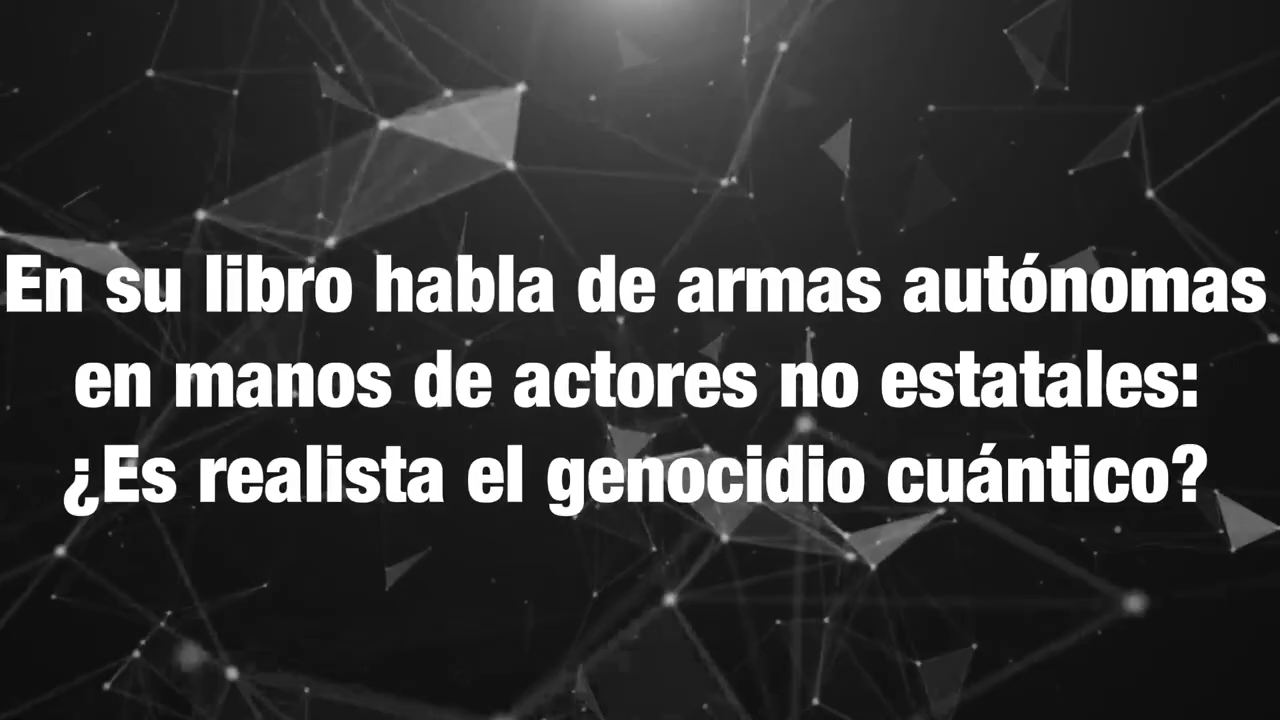 En su libro habla de armas autónomas
en manos de actores no estatales:
¿Es realista el genocidio cuántico?